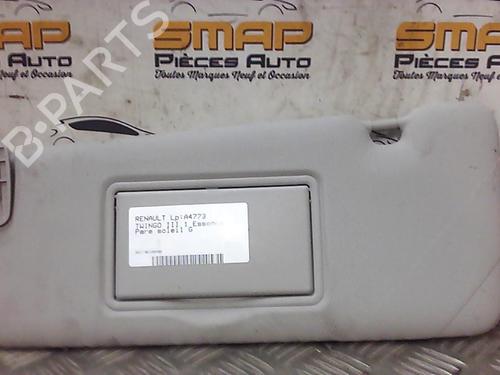 SMAP
Pièces Auto
Toutes Marques Neuf et Occasion
SMAP
Pièces Auto
Toutes Marques Neuf et Occasion
B-PARTS
RENAULT Lp:A4773
TWINGO III 1 Essence
Pare soleil G